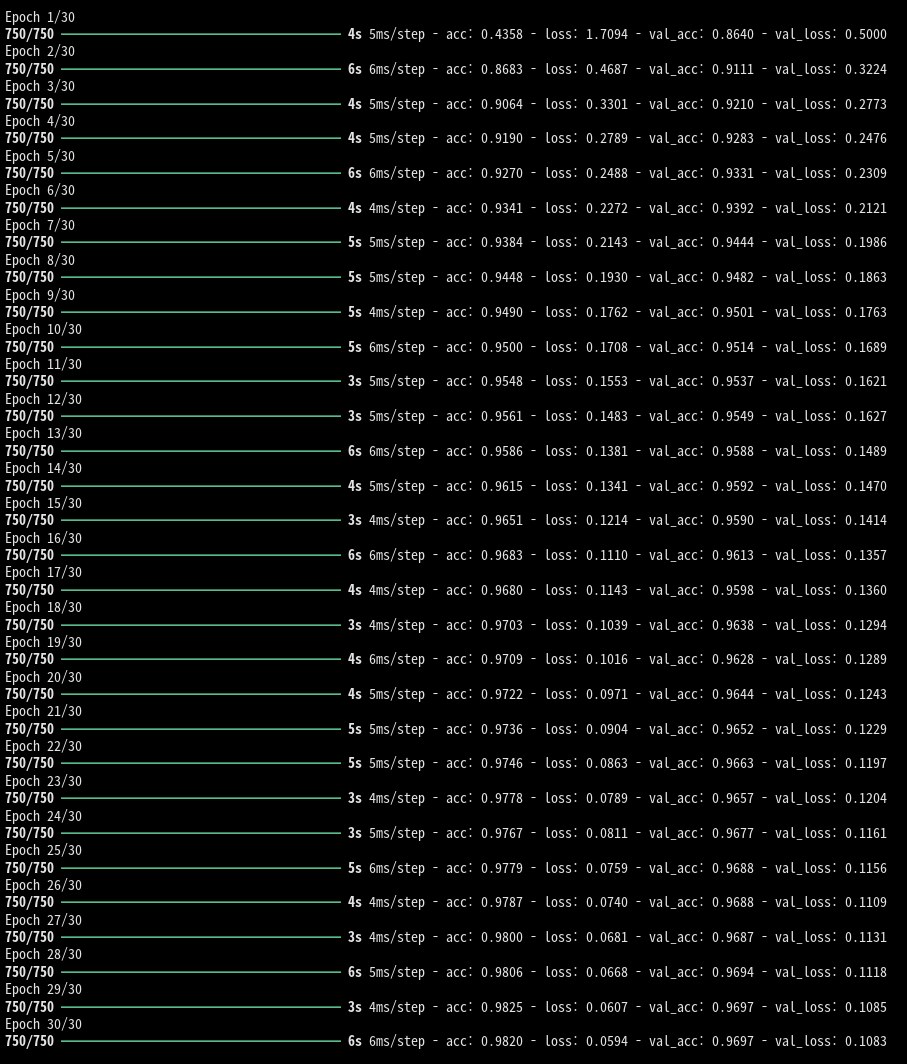 Epoch 1/30
750/750 4s 5ms/step - acc: 0.4358 - loss: 1.7094 - val_acc: 0.8640 - val_loss: 0.5000
Epoch 2/30
750/750 6s 6ms/step - acc: 0.8683 - loss: 0.4687 - val_acc: 0.9111 - val_loss: 0.3224
Epoch 3/30
750/750 4s 5ms/step - acc: 0.9064 - loss: 0.3301 - val_acc: 0.9210 - val_loss: 0.2773
Epoch 4/30
750/750 4s 5ms/step - acc: 0.9190 - loss: 0.2789 - val_acc: 0.9283 - val_loss: 0.2476
Epoch 5/30
750/750 6s 6ms/step - acc: 0.9270 - loss: 0.2488 - val_acc: 0.9331 - val_loss: 0.2309
Epoch 6/30
750/750 4s 4ms/step - acc: 0.9341 - loss: 0.2272 - val_acc: 0.9392 - val_loss: 0.2121
Epoch 7/30
750/750 5s 5ms/step - acc: 0.9384 - loss: 0.2143 - val_acc: 0.9444 - val_loss: 0.1986
Epoch 8/30
750/750 5s 5ms/step - acc: 0.9448 - loss: 0.1930 - val_acc: 0.9482 - val_loss: 0.1863
Epoch 9/30
750/750 5s 4ms/step - acc: 0.9490 - loss: 0.1762 - val_acc: 0.9501 - val_loss: 0.1763
Epoch 10/30
750/750 5s 6ms/step - acc: 0.9500 - loss: 0.1708 - val_acc: 0.9514 - val_loss: 0.1689
Epoch 11/30
750/750 3s 5ms/step - acc: 0.9548 - loss: 0.1553 - val_acc: 0.9537 - val_loss: 0.1621
Epoch 12/30
750/750 3s 5ms/step - acc: 0.9561 - loss: 0.1483 - val_acc: 0.9549 - val_loss: 0.1627
Epoch 13/30
750/750 6s 6ms/step - acc: 0.9586 - loss: 0.1381 - val_acc: 0.9588 - val_loss: 0.1489
Epoch 14/30
750/750 4s 5ms/step - acc: 0.9615 - loss: 0.1341 - val_acc: 0.9592 - val_loss: 0.1470
Epoch 15/30
750/750 3s 4ms/step - acc: 0.9651 - loss: 0.1214 - val_acc: 0.9590 - val_loss: 0.1414
Epoch 16/30
750/750 6s 6ms/step - acc: 0.9683 - loss: 0.1110 - val_acc: 0.9613 - val_loss: 0.1357
Epoch 17/30
750/750 4s 4ms/step - acc: 0.9680 - loss: 0.1143 - val_acc: 0.9598 - val_loss: 0.1360
Epoch 18/30
750/750 3s 4ms/step - acc: 0.9703 - loss: 0.1039 - val_acc: 0.9638 - val_loss: 0.1294
Epoch 19/30
750/750 4s 6ms/step - acc: 0.9709 - loss: 0.1016 - val_acc: 0.9628 - val_loss: 0.1289
Epoch 20/30
750/750 4s 5ms/step - acc: 0.9722 - loss: 0.0971 - val_acc: 0.9644 - val_loss: 0.1243
Epoch 21/30
750/750 5s 5ms/step - acc: 0.9736 - loss: 0.0904 - val_acc: 0.9652 - val_loss: 0.1229
Epoch 22/30
750/750 5s 5ms/step - acc: 0.9746 - loss: 0.0863 - val_acc: 0.9663 - val_loss: 0.1197
Epoch 23/30
750/750 3s 4ms/step - acc: 0.9778 - loss: 0.0789 - val_acc: 0.9657 - val_loss: 0.1204
Epoch 24/30
750/750 3s 5ms/step - acc: 0.9767 - loss: 0.0811 - val_acc: 0.9677 - val_loss: 0.1161
Epoch 25/30
750/750 5s 6ms/step - acc: 0.9779 - loss: 0.0759 - val_acc: 0.9688 - val_loss: 0.1156
Epoch 26/30
750/750 4s 4ms/step - acc: 0.9787 - loss: 0.0740 - val_acc: 0.9688 - val_loss: 0.1109
Epoch 27/30
750/750 3s 4ms/step - acc: 0.9800 - loss: 0.0681 - val_acc: 0.9687 - val_loss: 0.1131
Epoch 28/30
750/750 6s 5ms/step - acc: 0.9806 - loss: 0.0668 - val_acc: 0.9694 - val_loss: 0.1118
Epoch 29/30
750/750 3s 4ms/step - acc: 0.9825 - loss: 0.0607 - val_acc: 0.9697 - val_loss: 0.1085
Epoch 30/30
750/750 6s 6ms/step - acc: 0.9820 - loss: 0.0594 - val_acc: 0.9697 - val_loss: 0.1083